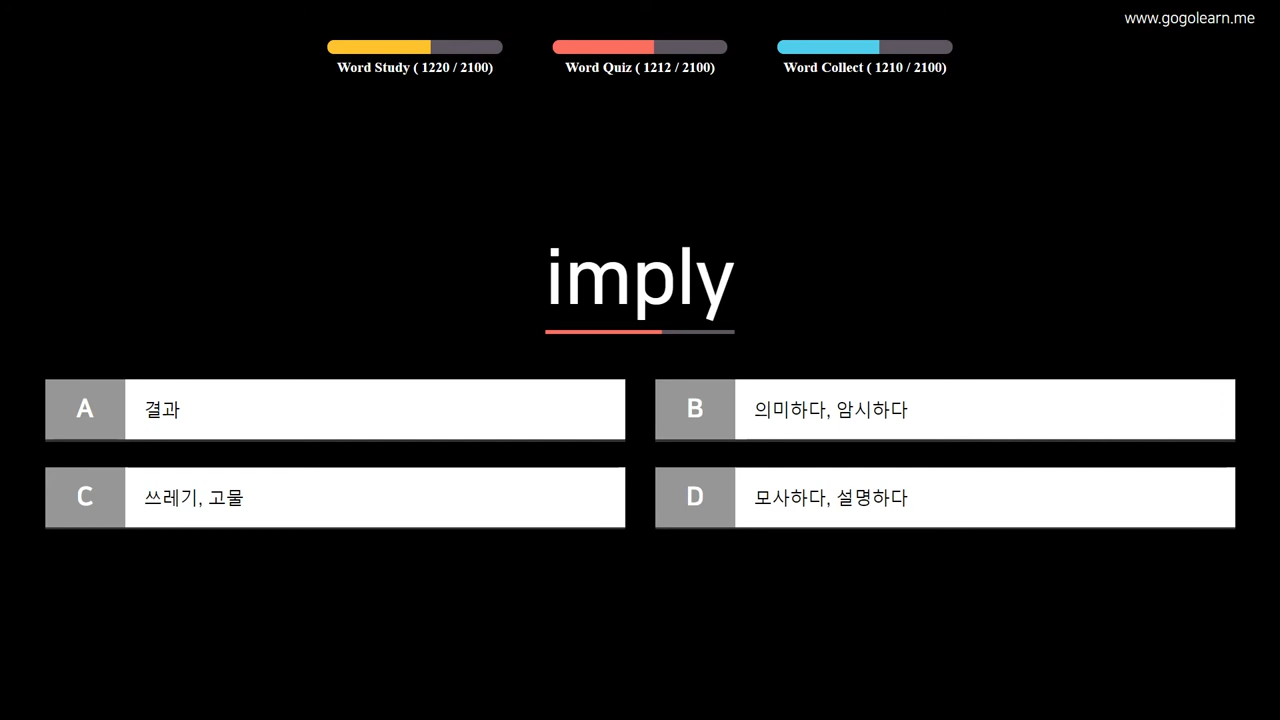 www.gogolearn.me
Word Study ( 1220 / 2100)
Word Quiz ( 1212 / 2100)
Word Collect ( 1210 / 2100)
imply
A 결과
B 의미하다, 암시하다
C 쓰레기, 고물
D 모사하다, 설명하다